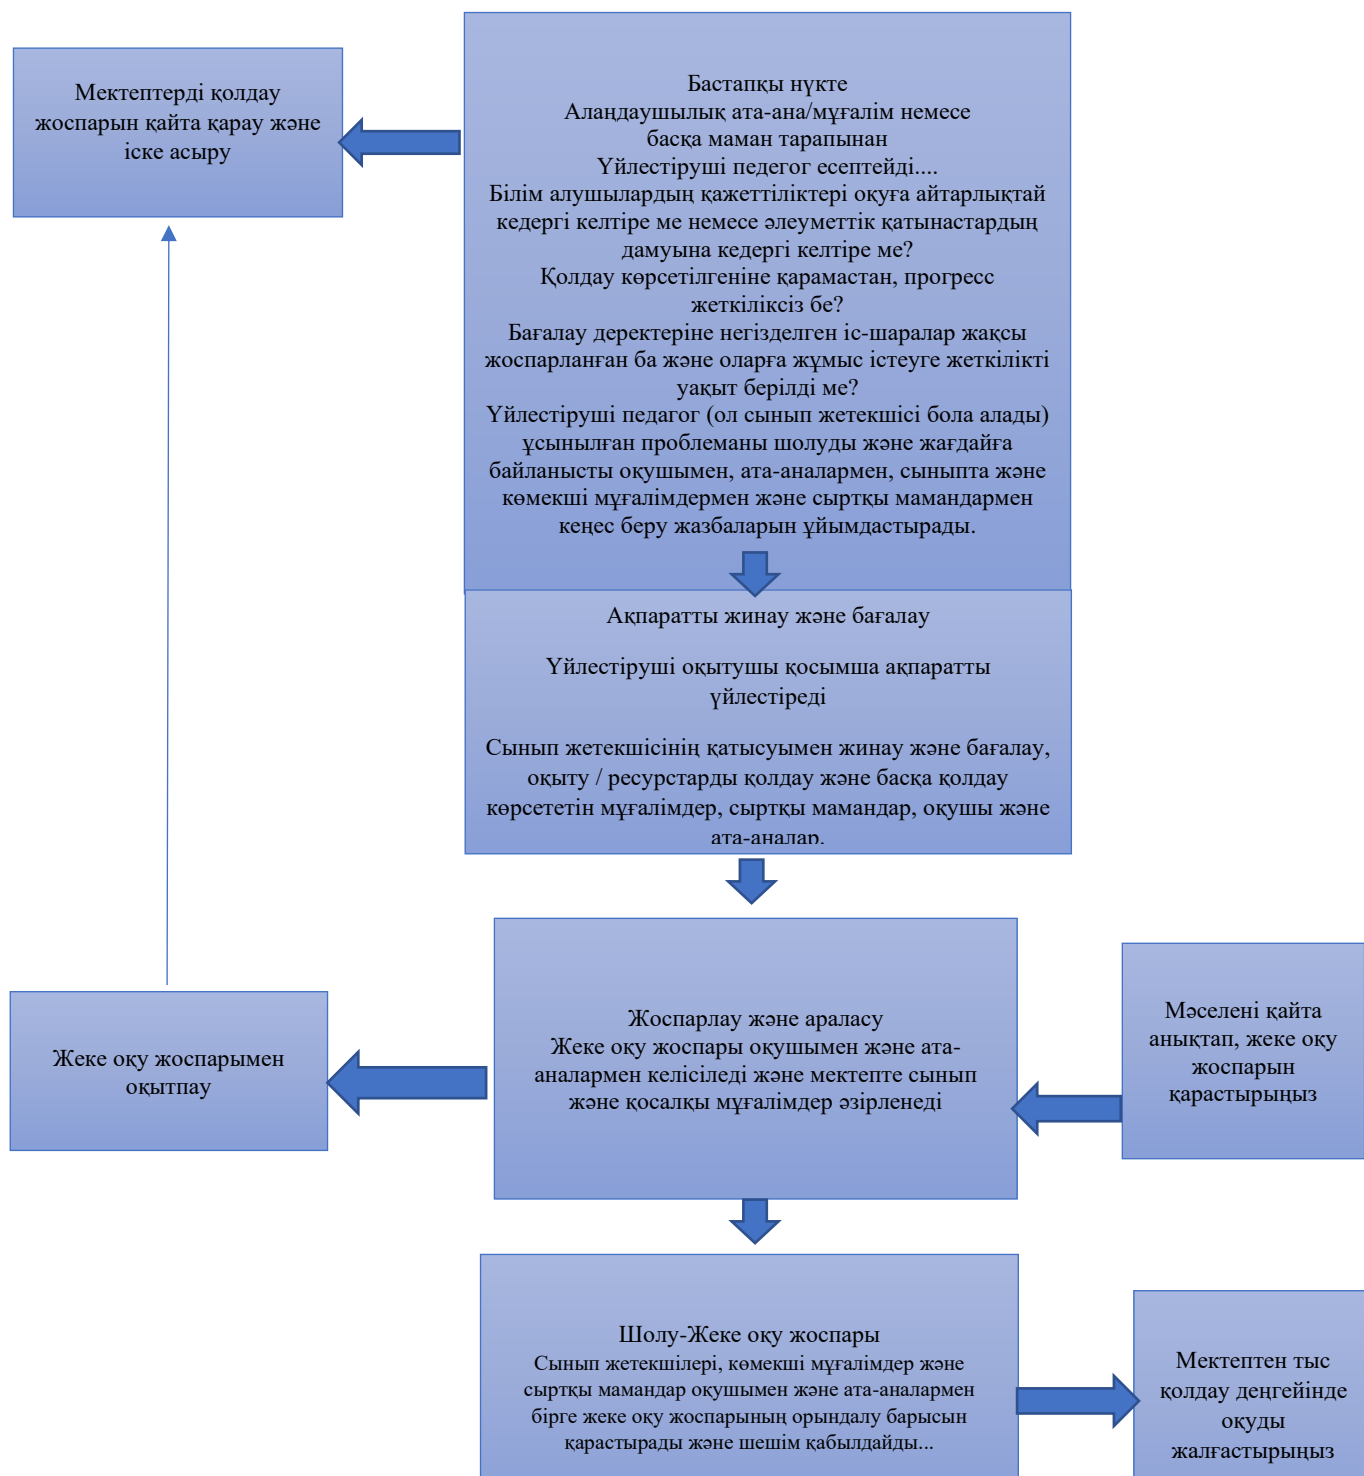 Мектептерді қолдау
жоспарын қайта қарау және
іске асыру
Бастапқы нүкте
Алаңдаушылық ата-ана/мұғалім немесе
басқа маман тарапынан
Үйлестіруші педегог есептейді....
Білім алушылардың қажеттіліктері оқуға айтарлықтай
кедергі келтіре ме немесе әлеуметтік қатынастардың
дамуына кедергі келтіре ме?
Қолдау көрсетілгеніне қарамастан, прогресс
жеткіліксіз бе?
Бағалау деректеріне негізделген іс-шаралар жақсы
жоспарланған ба және оларға жұмыс істеуге жеткілікті
уақыт берілді ме?
Үйлестіруші педагог (ол сынып жетекшісі бола алады)
ұсынылған проблеманы шолуды және жағдайға
байланысты оқушымен, ата-аналармен, сыныпта және
көмекші мұғалімдермен және сыртқы мамандармен
кеңес беру жазбаларын ұйымдастырады.
Ақпаратты жинау және бағалау
Үйлестіруші оқытушы қосымша ақпаратты
үйлестіреді
Сынып жетекшісінің қатысуымен жинау және бағалау,
оқыту / ресурстарды қолдау және басқа қолдау
көрсететін мұғалімдер, сыртқы мамандар, оқушы және
ата-аналар.
Жоспарлау және араласу
Жеке оқу жоспары оқушымен және ата-
аналармен келісіледі және мектепте сынып
және қосалқы мұғалімдер әзірленеді
Мәселені қайта
анықтап, жеке оқу
жоспарын
қарастырыңыз
Жеке оқу жоспарымен
оқытпау
Шолу-Жеке оқу жоспары
Сынып жетекшілері, көмекші мұғалімдер және
сыртқы мамандар оқушымен және ата-аналармен
бірге жеке оқу жоспарының орындалу барысын
қарастырады және шешім қабылдайды...
Мектептен тыс
қолдау деңгейінде
оқуды
жалғастырыңыз